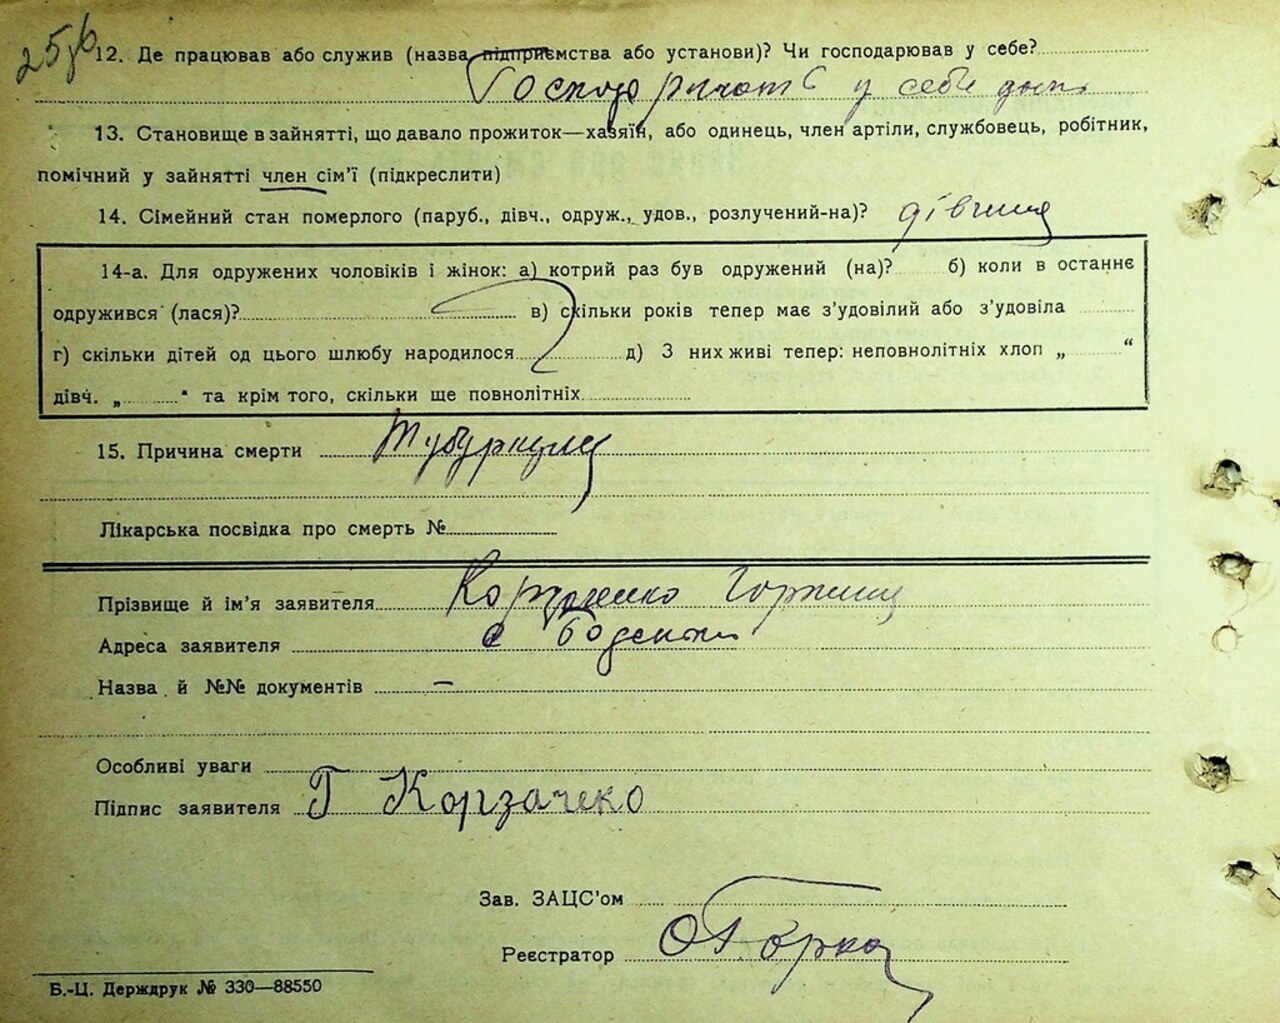 25зв
12. Де працював або служив (назва підприємства або установи)? Чи господарював у себе?
у себе дома
13. Становище в зайнятті, що давало прожиток—хазяїн, або одинець, член артілі, службовець, робітник,
помічний у зайнятті член сім'ї (підкреслити)
14. Сімейний стан померлого (паруб., дівч., одруж., удов., розлучений-на)? дівчина
14-а. Для одружених чоловіків і жінок: а) котрий раз був одружений (на)? б) коли в останнє
одружився (лася)? в) скільки років тепер має з'удовілий або з'удовіла
г) скільки дітей од цього шлюбу народилося д) З них живі тепер: неповнолітніх хлоп „ “
дівч. „ “ та крім того, скільки ще повнолітніх
15. Причина смерти
Лікарська посвідка про смерть №
Прізвище й ім'я заявителя
Адреса заявителя с
Назва й №№ документів —
Особливі уваги
Підпис заявителя Г Корзачеко
Зав. ЗАЦС'ом
Реєстратор
Б.-Ц. Держдрук № 330—88550